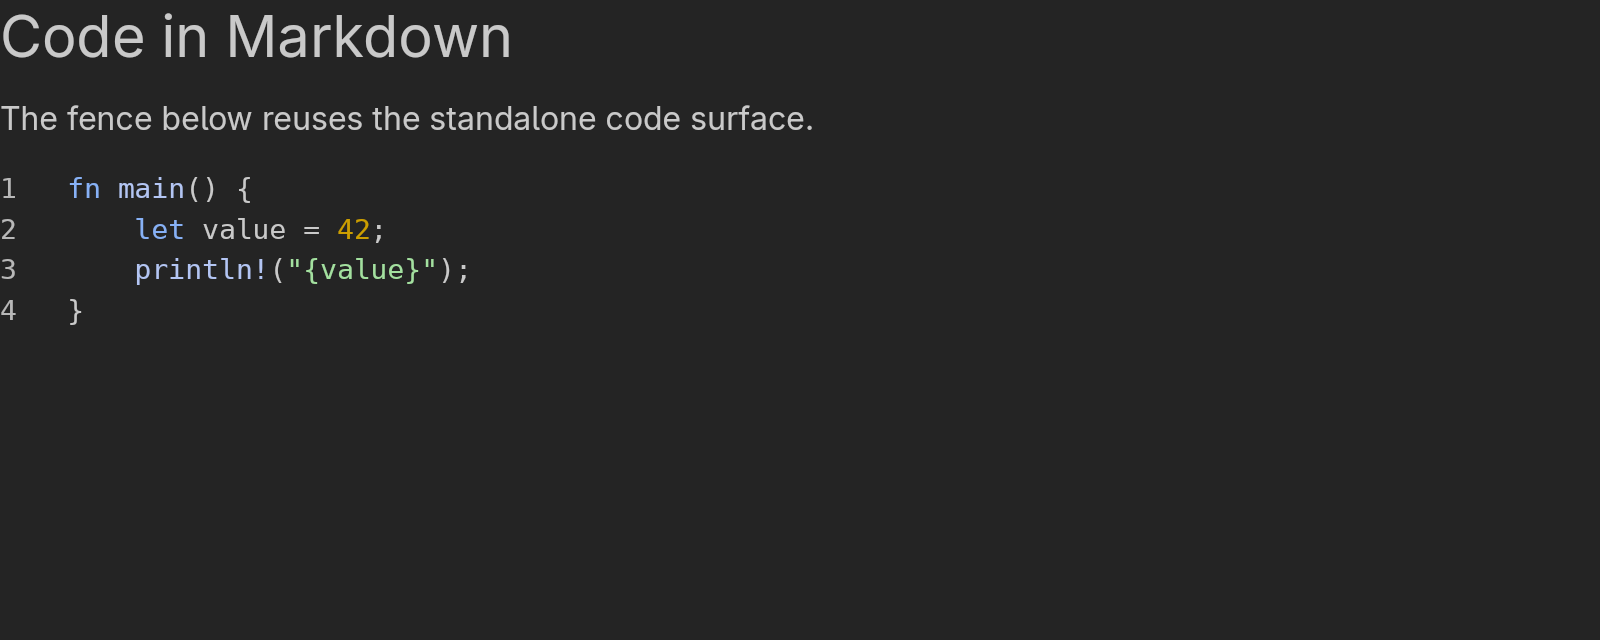 Code in Markdown
The fence below reuses the standalone code surface.
1   fn main() {
2       let value = 42;
3       println!("{value}");
4   }